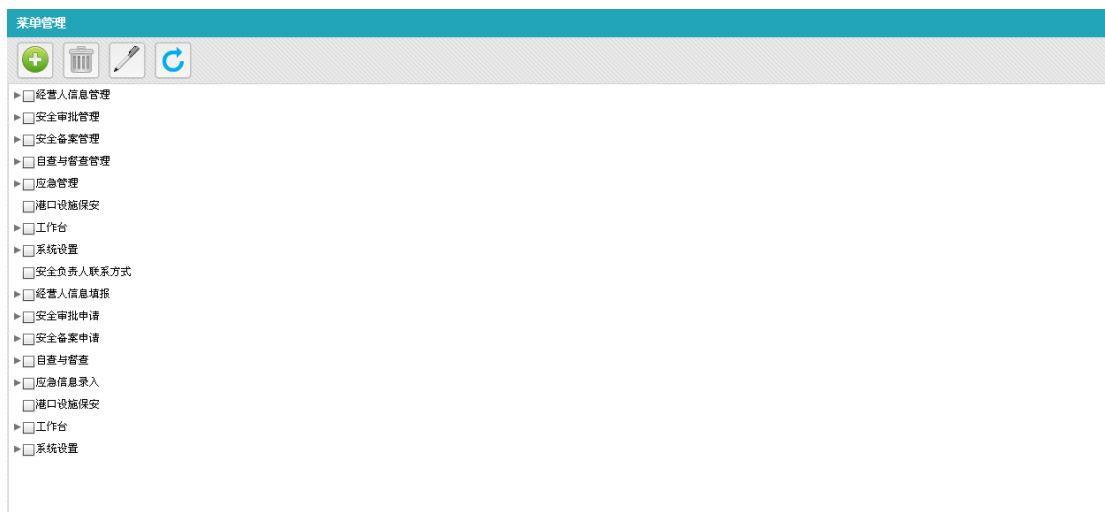 菜单管理
经营人信息管理
安全审批管理
安全备案管理
自查与督查管理
应急管理
港口设施保安
工作台
系统设置
安全负责人联系方式
经营人信息填报
安全审批申请
安全备案申请
自查与督查
应急信息录入
港口设施保安
工作台
系统设置